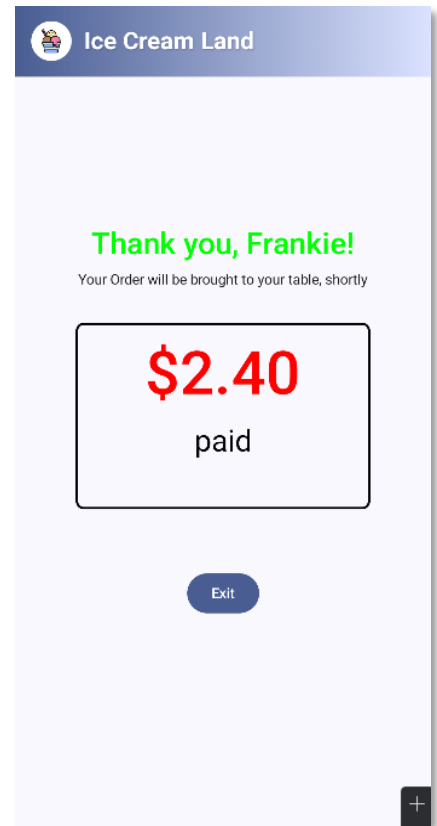 Ice Cream Land
Thank you, Frankie!
Your Order will be brought to your table, shortly
$2.40
paid
Exit